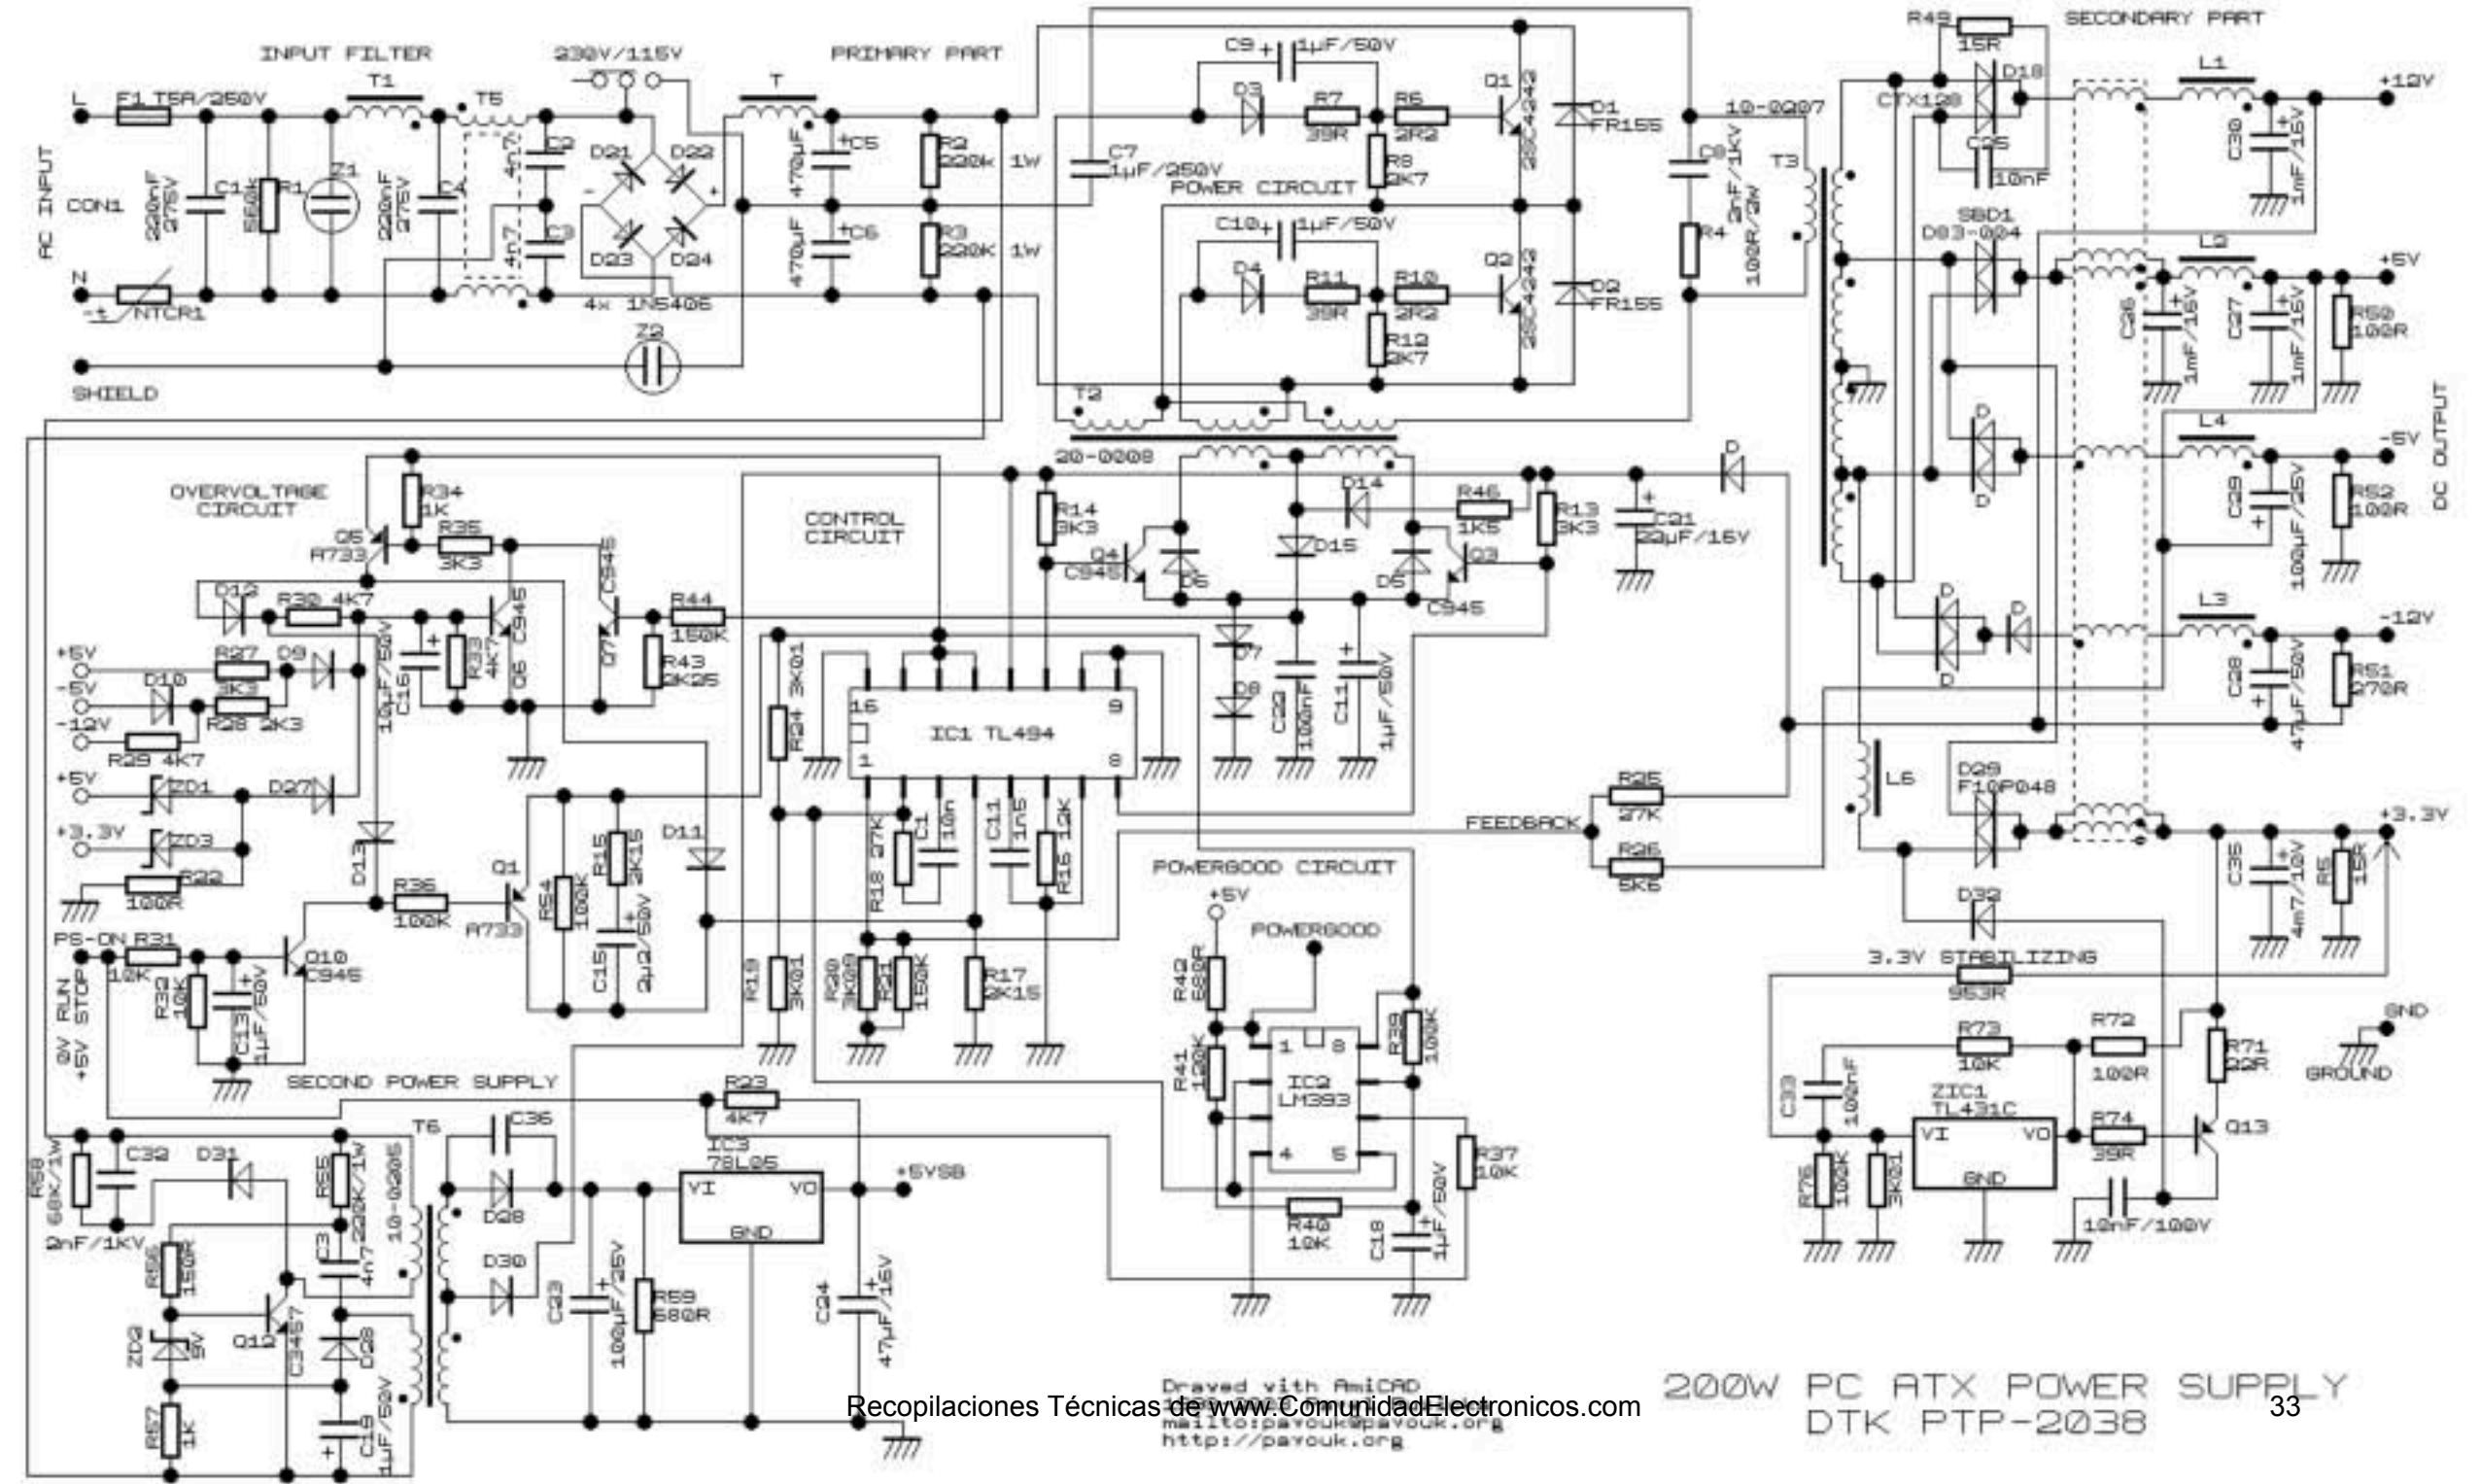 INPUT FILTER
230V/115V
PRIMARY PART
SECONDARY PART
AC INPUT
CON1
L
F1 T5A/250V
N
-t
NTCR1
SHIELD
C1
220nF
275V
R1
560k
Z1
T1
C4
220nF
275V
T5
C2
4n7
C3
4n7
D21
D22
D23
D24
-
+
4x 1N5406
Z2
T
C5
470µF
C6
470µF
R2
220k 1W
R3
220K 1W
C7
1µF/250V
POWER CIRCUIT
C9
1µF/50V
D3
R7
39R
R6
2R2
R8
2K7
Q1
2SC4242
D1
FR155
C10
1µF/50V
D4
R11
39R
R10
2R2
R12
2K7
Q2
2SC4242
D2
FR155
C8
2nF/1KV
R4
100R/2W
10-0207
T3
T2
20-0008
R49
15R
D18
CTX128
C25
10nF
L1
C30
1mF/16V
+12V
SBD1
D83-004
L2
C26
1mF/16V
C27
1mF/16V
R50
100R
+5V
DC OUTPUT
D
D
L4
C29
100µF/25V
R52
100R
-5V
D
D
D
L3
C28
47µF/50V
R51
270R
-12V
L6
D29
F10P048
C35
4m7/10V
R5
15R
+3.3V
D32
3.3V STABILIZING
953R
R73
10K
R72
100R
R71
22R
C33
100nF
ZIC1
TL431C
VI
VO
GND
R74
39R
Q13
R76
100K
3K01
10nF/100V
GND
GROUND
OVERVOLTAGE
CIRCUIT
R34
1K
Q5
A733
R35
3K3
D12
R30 4K7
C16
10µF/50V
R33
4K7
Q6 C945
Q7
C945
R44
150K
R43
2K25
+5V
R27
3K3
D9
-5V
D10
R28 2K3
-12V
R29 4K7
+5V
ZD1
D27
+3.3V
ZD3
R22
100R
D13
R36
100K
Q1
A733
R54
100K
R15
2K15
C15
2µ2/50V
D11
PS-ON
R31
10K
0V RUN
+5V STOP
R32
10K
C13
1µF/50V
Q10
C945
CONTROL
CIRCUIT
R14
3K3
Q4
C945
D6
D14
R46
1K5
D15
D5
Q3
C945
R13
3K3
C21
22µF/16V
D
D7
D8
C22
100nF
C11
1µF/50V
R24
3K01
16
9
IC1 TL494
1
8
R18 27K
C1
10n
C11
1n5
R16 12K
R19
3K01
R20
3K09
R21
150K
R17
2K15
FEEDBACK
R25
27K
R26
5K6
POWERGOOD CIRCUIT
+5V
POWERGOOD
R42
680R
R41
120K
1
8
IC2
LM393
4
5
R39
100K
R40
10K
C18
1µF/50V
R37
10K
SECOND POWER SUPPLY
R58
68K/1W
C32
2nF/1KV
D31
R55
220K/1W
R56
150R
C3
4n7
10-0205
T6
ZD2
9V
Q12
C3457
D28
R57
1K
C19
1µF/50V
C36
D28
D30
C23
100µF/25V
R59
680R
R23
4K7
IC3
78L05
VI
VO
GND
+5VSB
C24
47µF/16V
Drawed with AmiCAD
Recopilaciones Técnicas de www.ComunidadElectronicos.com
mailto:pavouk@pavouk.org
http://pavouk.org
200W PC ATX POWER SUPPLY
DTK PTP-2038
33